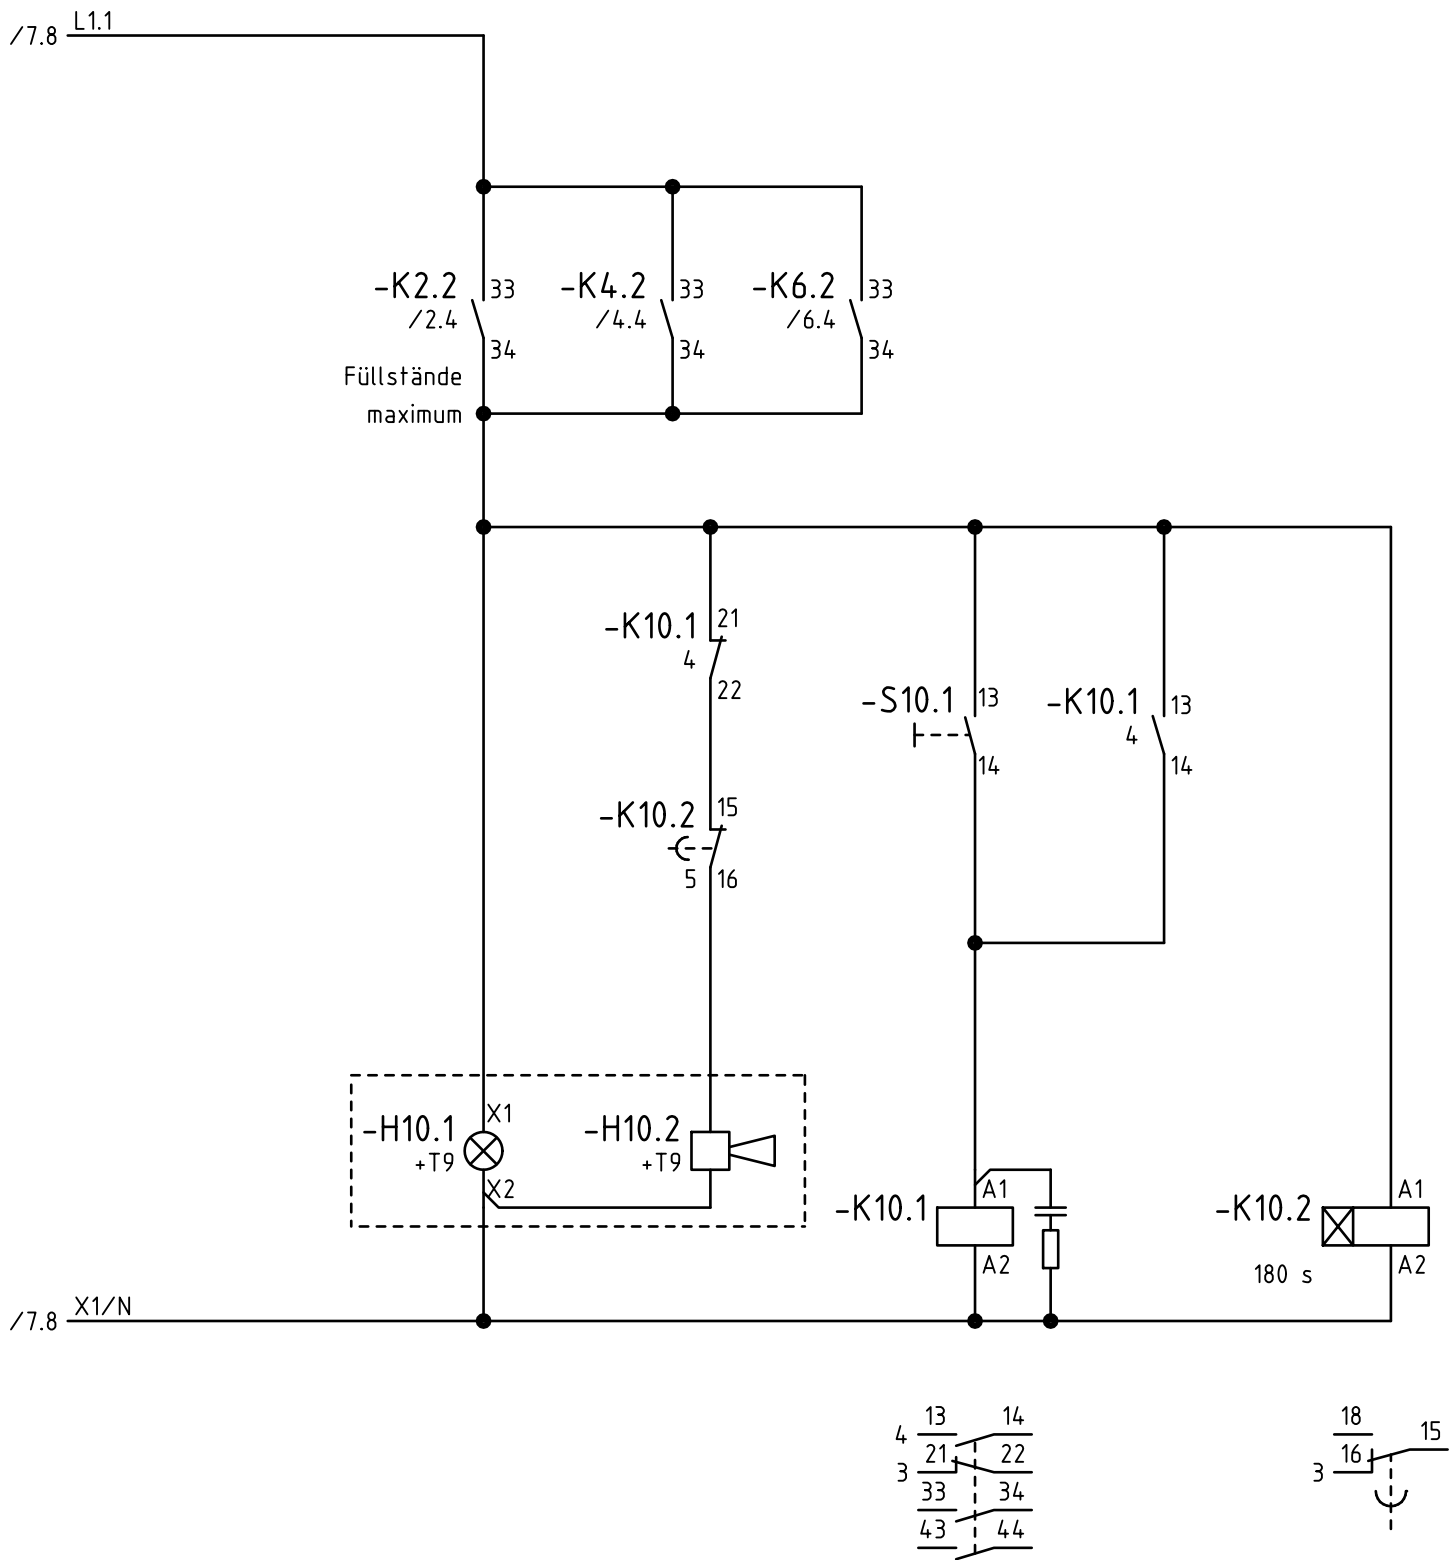 L1.1
/7.8
-K2.2 33
/2.4
34
-K4.2 33
/4.4
34
-K6.2 33
/6.4
34
Füllstände
maximum
-K10.1 21
4
22
-K10.2 15
5 16
-S10.1 13
14
-K10.1 13
4
14
-H10.1 X1
+T9
X2
-H10.2
+T9
-K10.1 A1
A2
-K10.2 A1
A2
180 s
X1/N
/7.8
4 13 14
3 21 22
33 34
43 44
18 15
3 16